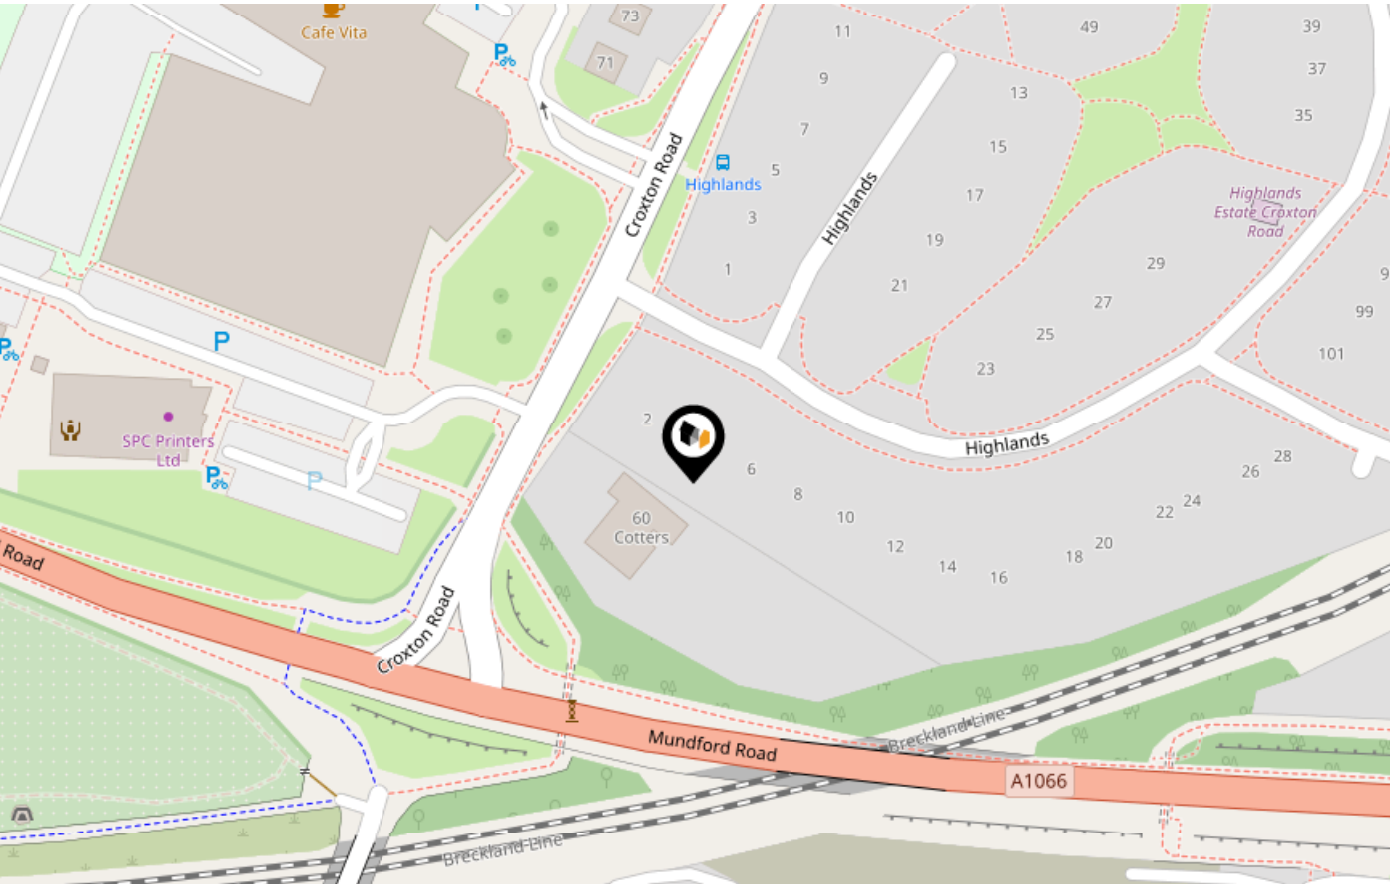 Cafe Vita
P
P
73
71
11
9
7
5
3
1
49
13
15
17
19
21
39
37
35
Croxton Road
Highlands
Highlands
Highlands
Estate Croxton
Road
29
27
25
23
9
99
101
P
P
SPC Printers
Ltd
P
P
2
6
8
10
12
14
16
18
20
22
24
26
28
Highlands
60
Cotters
Road
Croxton Road
Mundford Road
Breckland Line
A1066
Breckland Line